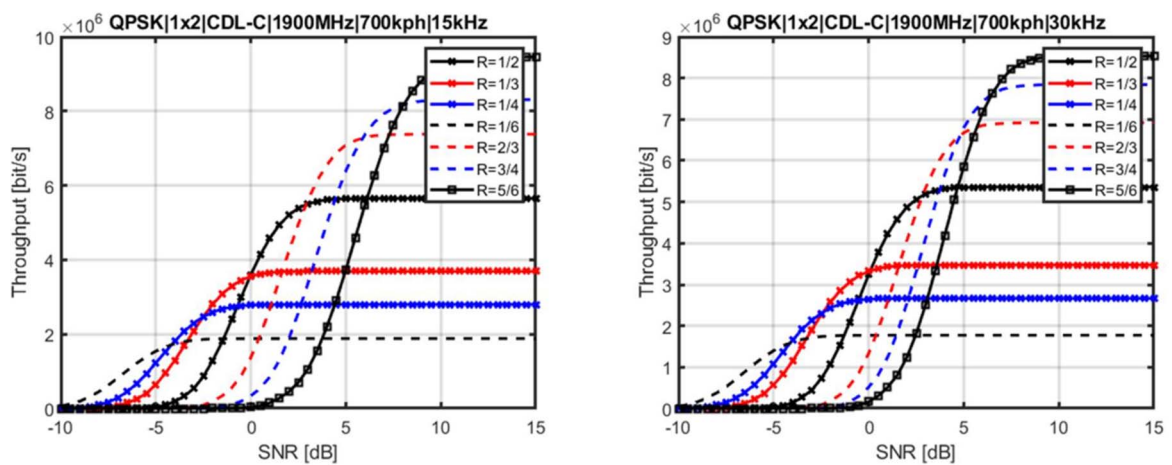 QPSK|1x2|CDL-C|1900MHz|700kph|15kHz
×10⁶
10
8
6
4
2
0
Throughput [bit/s]
-10 -5 0 5 10 15
SNR [dB]
R=1/2
R=1/3
R=1/4
R=1/6
R=2/3
R=3/4
R=5/6
QPSK|1x2|CDL-C|1900MHz|700kph|30kHz
×10⁶
9
8
7
6
5
4
3
2
1
0
Throughput [bit/s]
-10 -5 0 5 10 15
SNR [dB]
R=1/2
R=1/3
R=1/4
R=1/6
R=2/3
R=3/4
R=5/6